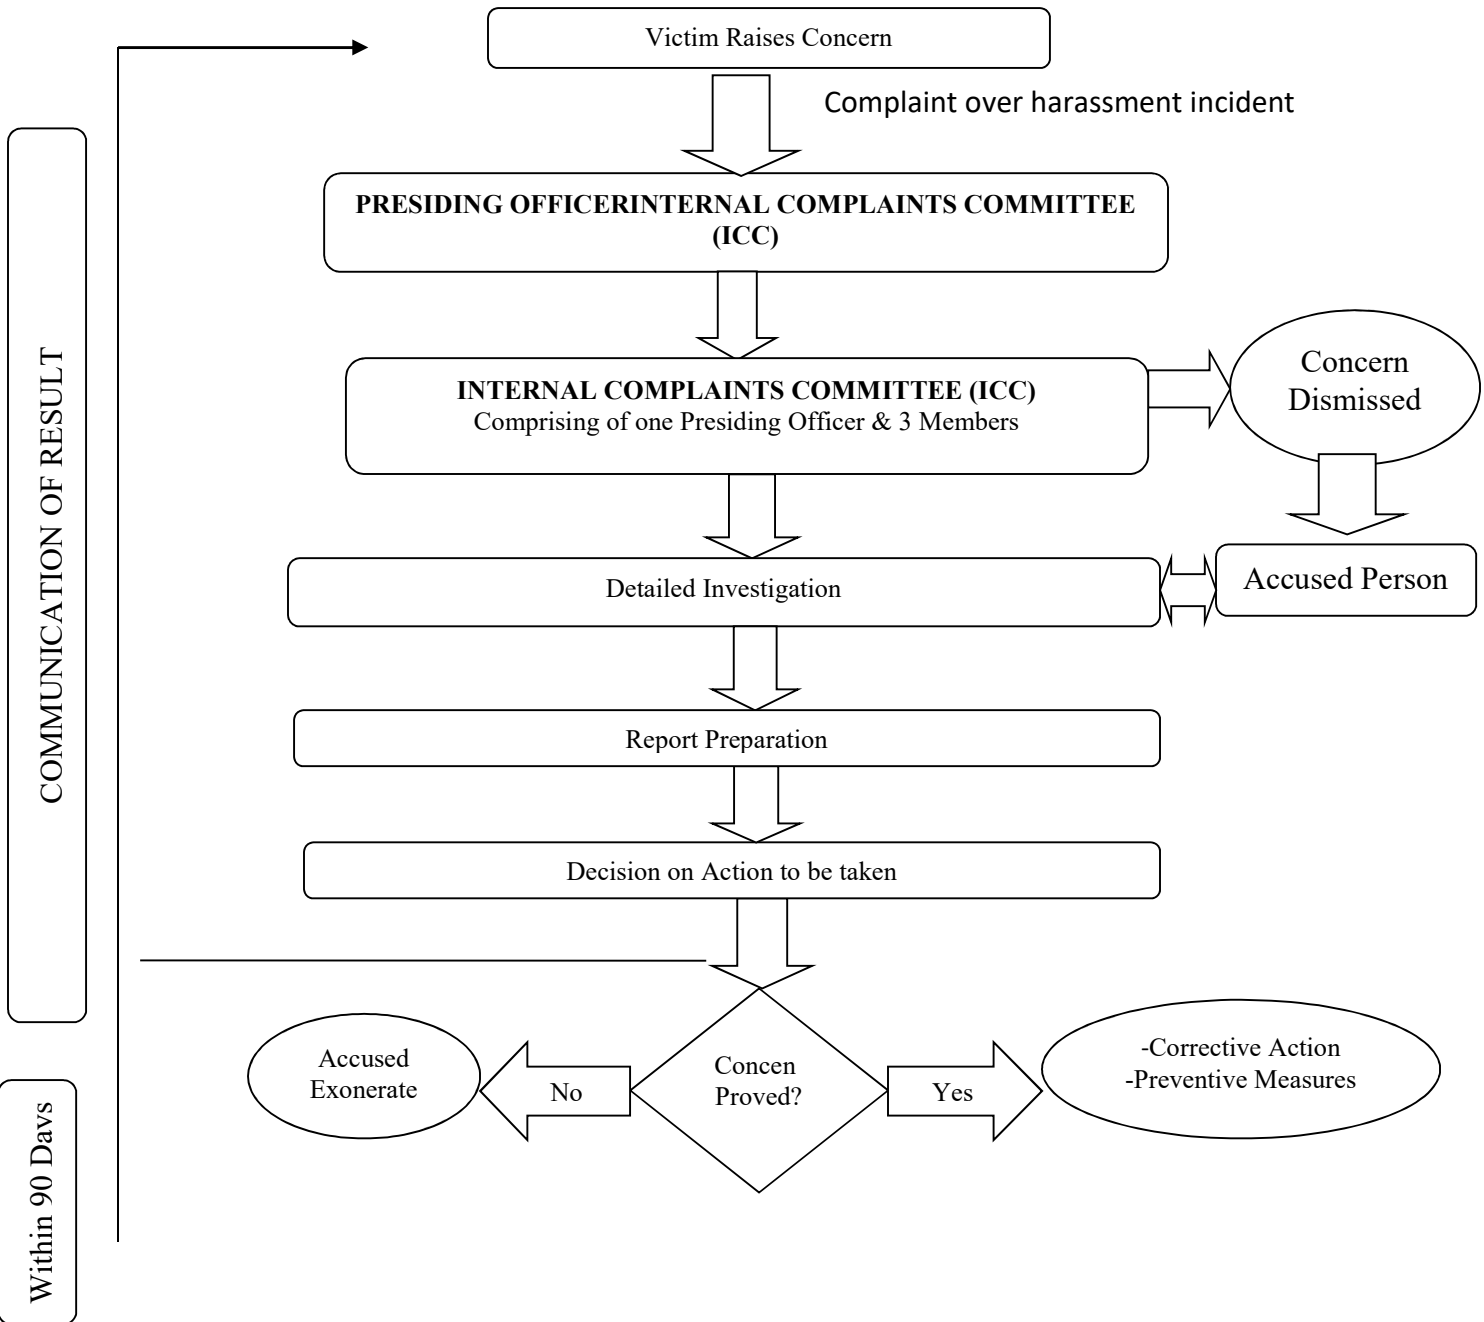 Victim Raises Concern
Complaint over harassment incident
PRESIDING OFFICERINTERNAL COMPLAINTS COMMITTEE
(ICC)
INTERNAL COMPLAINTS COMMITTEE (ICC)
Comprising of one Presiding Officer & 3 Members
Concern
Dismissed
Detailed Investigation
Accused Person
Report Preparation
Decision on Action to be taken
Accused
Exonerate
No
Concen
Proved?
Yes
-Corrective Action
-Preventive Measures
COMMUNICATION OF RESULT
Within 90 Days